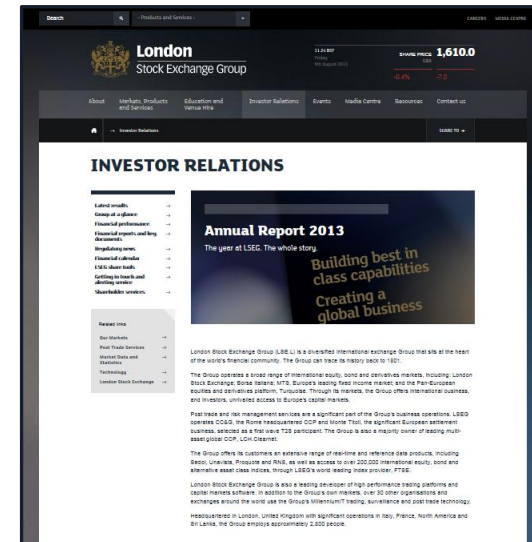 Search
- Products and Services -
CAREERS
MEDIA CENTRE
London
Stock Exchange Group
11:24 BST
Friday
9th August 2013
SHARE PRICE
GBX
1,610.0
-0.4%
-7.0
About
Markets, Products and Services
Education and Venue Hire
Investor Relations
Events
Media Centre
Resources
Contact us
→ Investor Relations
SHARE TO
INVESTOR RELATIONS
Latest results →
Group at a glance →
Financial performance →
Financial reports and key →
documents
Regulatory news →
Financial calendar →
LSEG share tools →
Getting in touch and →
alerting service
Shareholder services →
Related links
Our Markets →
Post Trade Services →
Market Data and →
Statistics
Technology →
London Stock Exchange →
Annual Report 2013
The year at LSEG. The whole story.
Building best in
class capabilities
Creating a
global business
London Stock Exchange Group (LSE.L) is a diversified international exchange Group that sits at the heart
of the world's financial community. The Group can trace its history back to 1801.
The Group operates a broad range of international equity, bond and derivatives markets, including: London
Stock Exchange; Borsa Italiana; MTS, Europe's leading fixed income market; and the Pan-European
equities and derivatives platform, Turquoise. Through its markets, the Group offers international business,
and investors, unrivalled access to Europe's capital markets.
Post trade and risk management services are a significant part of the Group's business operations. LSEG
operates CC&G, the Rome headquartered CCP and Monte Titoli, the significant European settlement
business, selected as a first wave T2S participant. The Group is also a majority owner of leading multi-
asset global CCP, LCH.Clearnet.
The Group offers its customers an extensive range of real-time and reference data products, including
Sedol, UnaVista, Proquote and RNS, as well as access to over 200,000 international equity, bond and
alternative asset class indices, through LSEG's world leading index provider, FTSE.
London Stock Exchange Group is also a leading developer of high performance trading platforms and
capital markets software. In addition to the Group's own markets, over 30 other organisations and
exchanges around the world use the Group's MillenniumIT trading, surveillance and post trade technology.
Headquartered in London, United Kingdom with significant operations in Italy, France, North America and
Sri Lanka, the Group employs approximately 2,800 people.